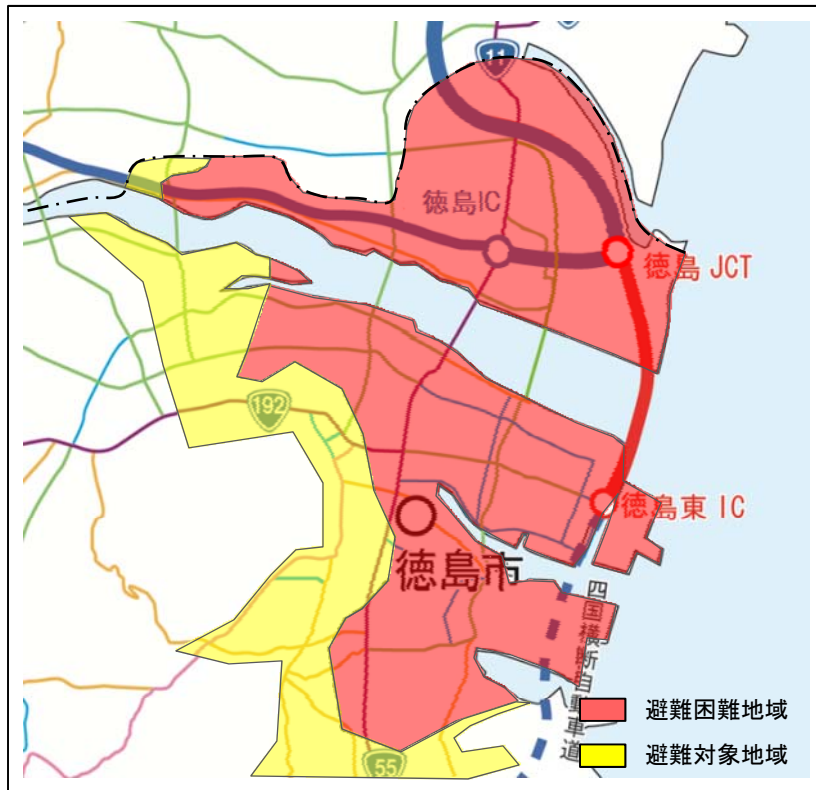 11
徳島IC
徳島 JCT
192
徳島東 IC
徳島市
四国横断自動車道
避難困難地域
避難対象地域
55